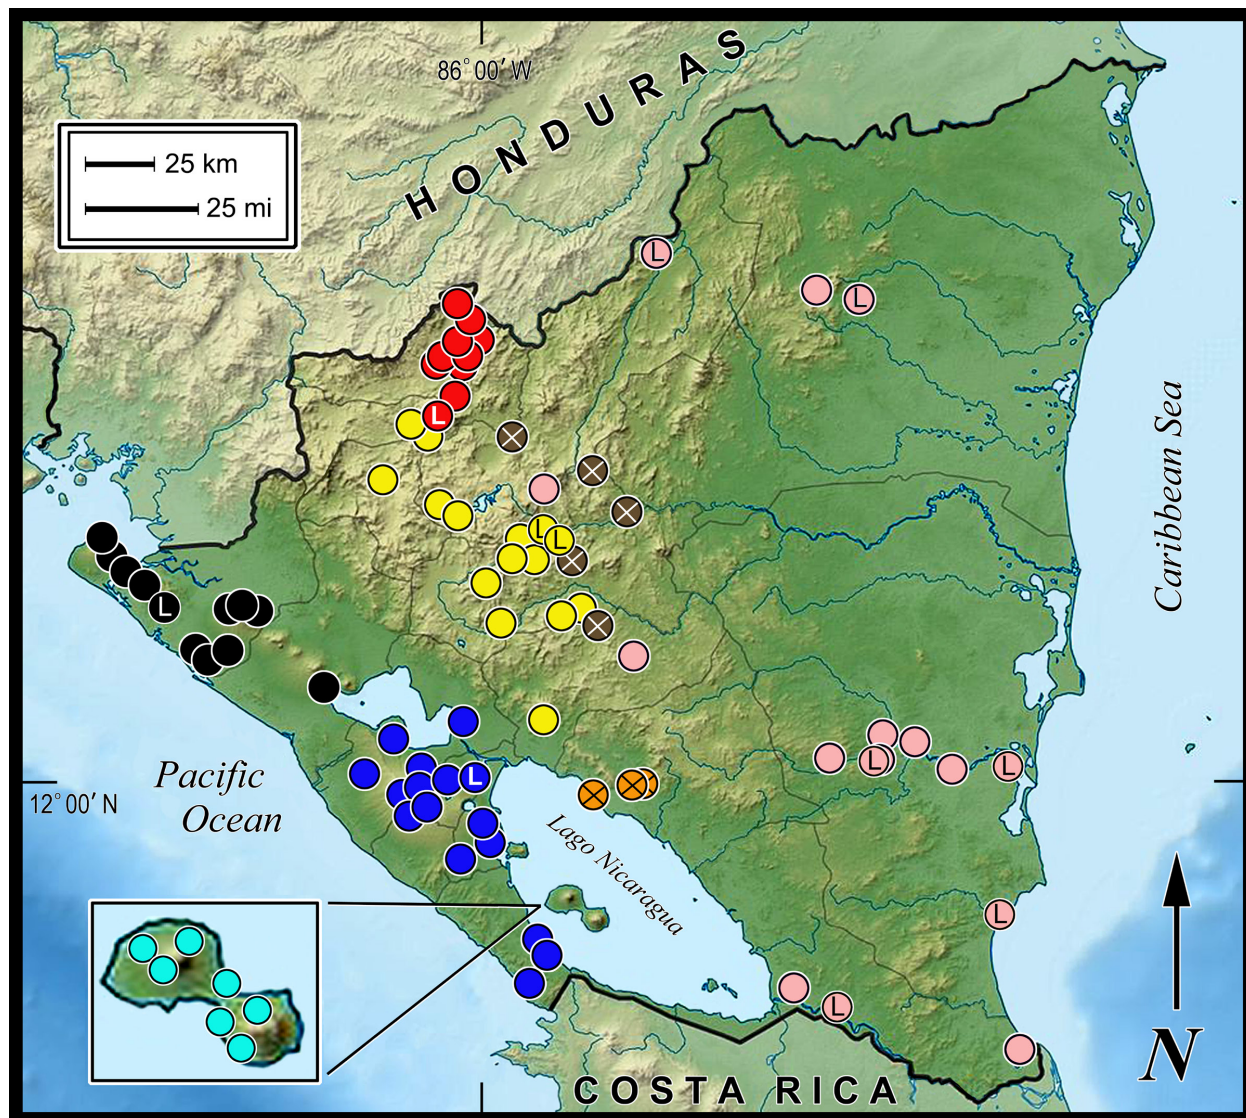 86°00′ W
HONDURAS
25 km
25 mi
L
L
L
L
L
L
Caribbean Sea
Pacific
Ocean
12°00′ N
L
L
L
Lago Nicaragua
L
L
N
COSTA RICA